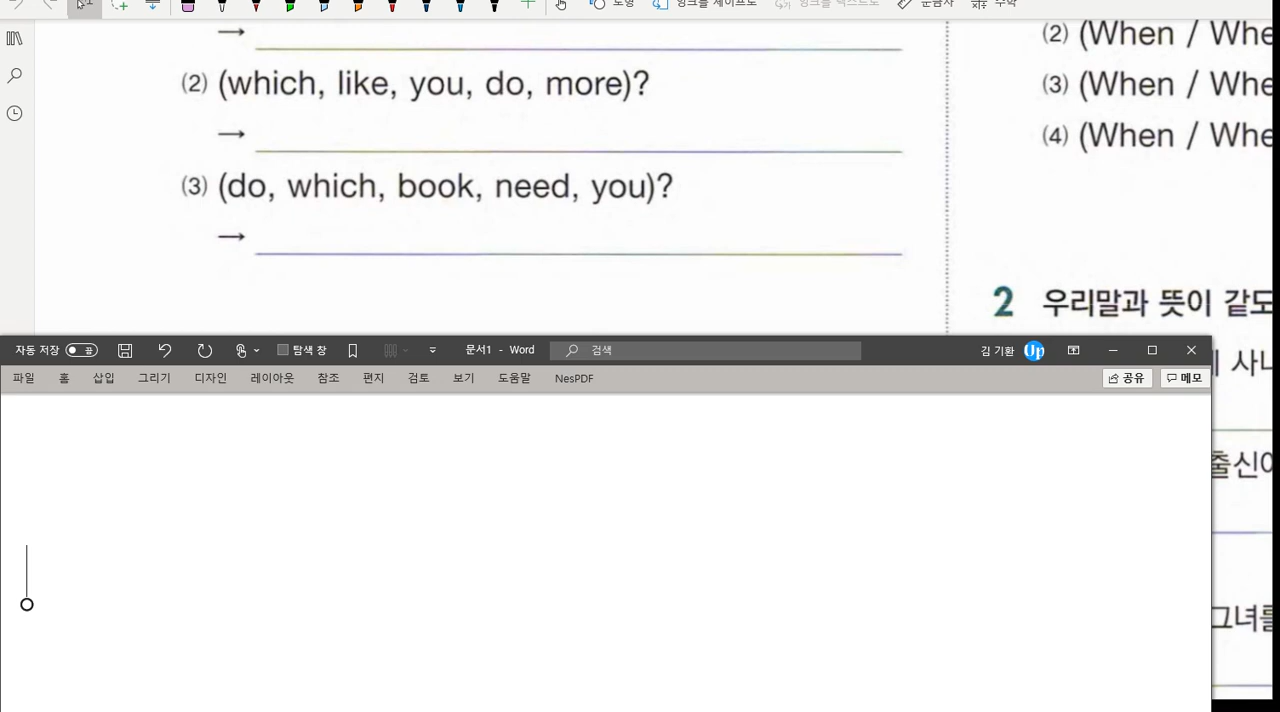 (2) (which, like, you, do, more)?
→
(3) (do, which, book, need, you)?
→
(2) (When / Whe
(3) (When / Whe
(4) (When / Whe
2 우리말과 뜻이 같도
사
출신이
그녀를
자동 저장
탐색 창
문서1 - Word
검색
김 기환
Up
파일 홈 삽입 그리기 디자인 레이아웃 참조 편지 검토 보기 도움말 NesPDF
공유 메모